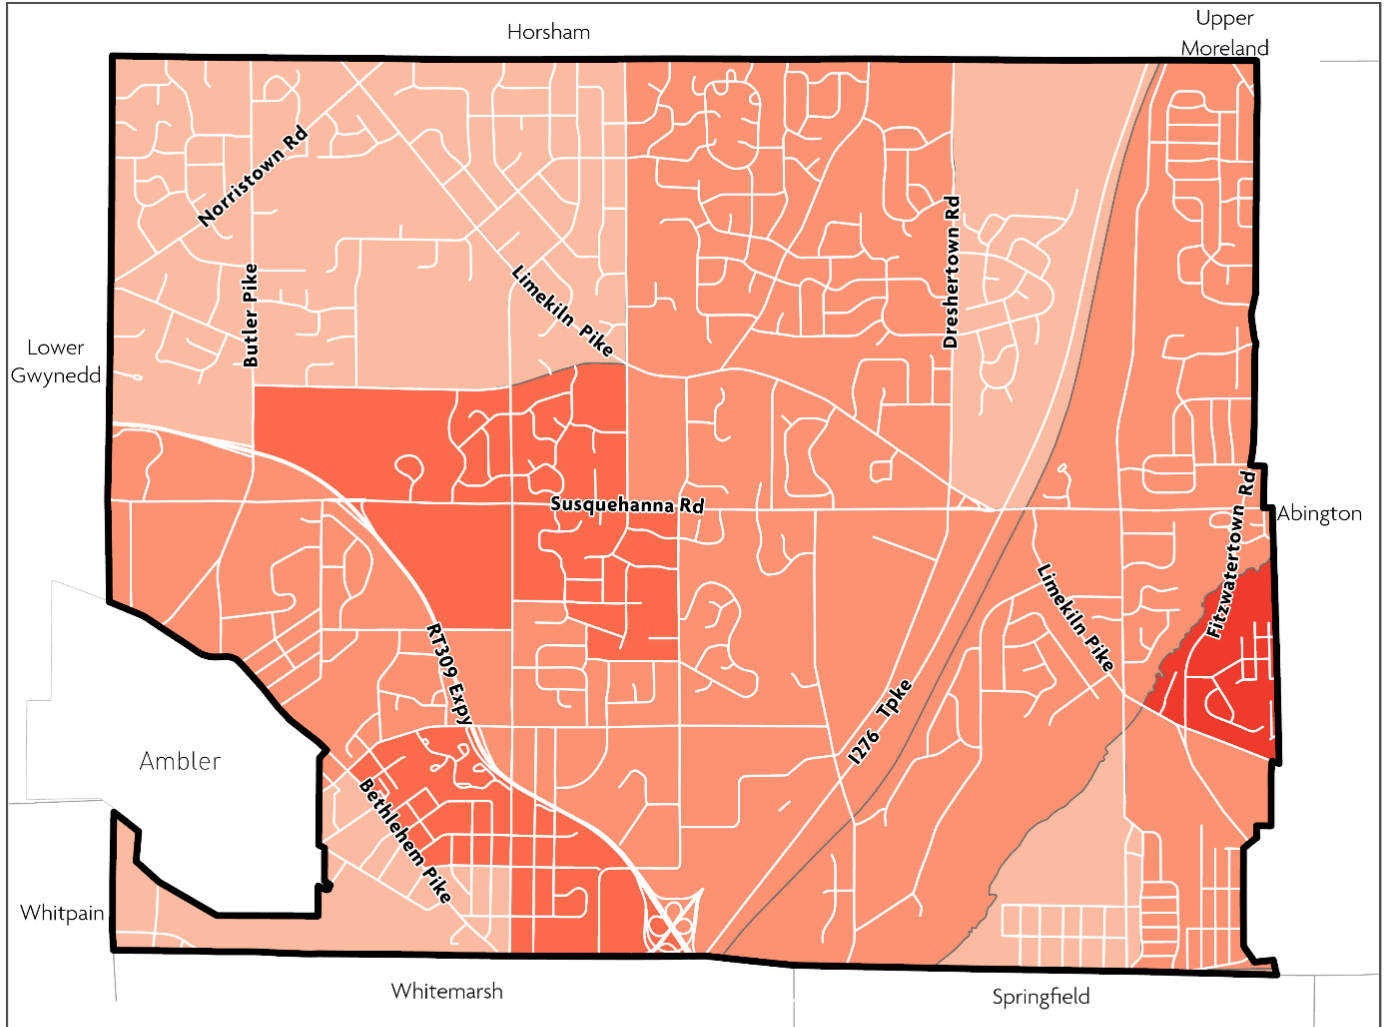 Upper
Moreland
Horsham
Norristown Rd
Dreshertown Rd
Butler Pike
Limekiln Pike
Lower
Gwynedd
Susquehanna Rd
Fitzwatertown Rd
Abington
Limekiln Pike
RT309 Expy
I276 Tpke
Ambler
Bethlehem Pike
Whitpain
Whitemarsh
Springfield